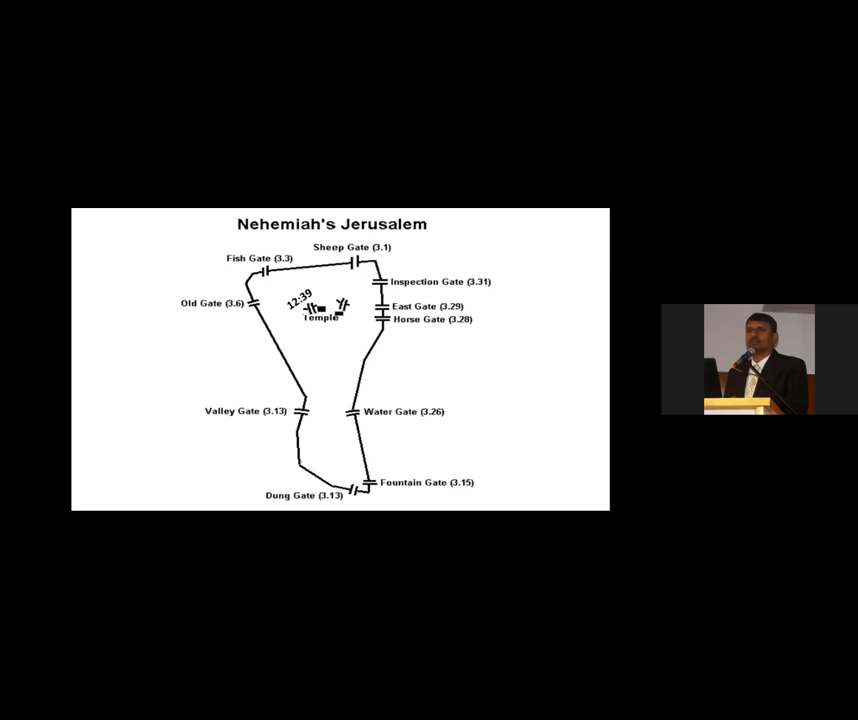 Nehemiah's Jerusalem
Sheep Gate (3.1)
Fish Gate (3.3)
Inspection Gate (3.31)
12:39
Old Gate (3.6)
East Gate (3.29)
Temple
Horse Gate (3.28)
Valley Gate (3.13)
Water Gate (3.26)
Fountain Gate (3.15)
Dung Gate (3.13)